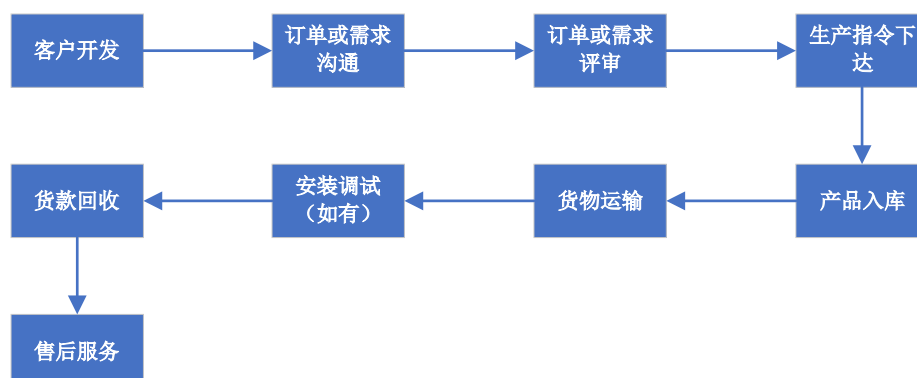 客户开发
订单或需求
沟通
订单或需求
评审
生产指令下
达
货款回收
安装调试
（如有）
货物运输
产品入库
售后服务